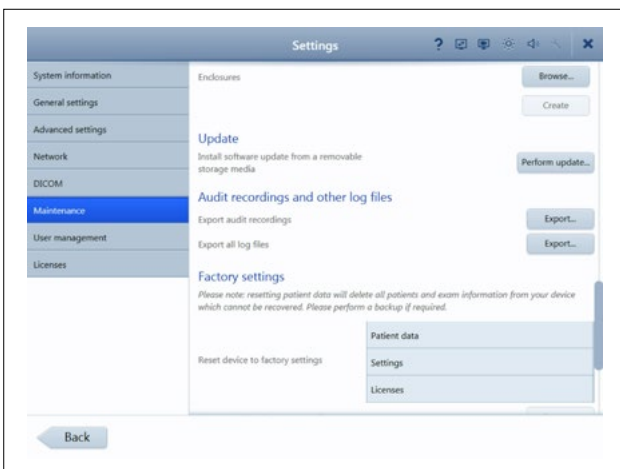 Settings
?
System information
General settings
Advanced settings
Network
DICOM
Maintenance
User management
Licenses
Enclosures
Browse...
Create
Update
Install software update from a removable
storage media
Perform update...
Audit recordings and other log files
Export audit recordings
Export...
Export all log files
Export...
Factory settings
Please note: resetting patient data will delete all patients and exam information from your device
which cannot be recovered. Please perform a backup if required.
Reset device to factory settings
Patient data
Settings
Licenses
Back